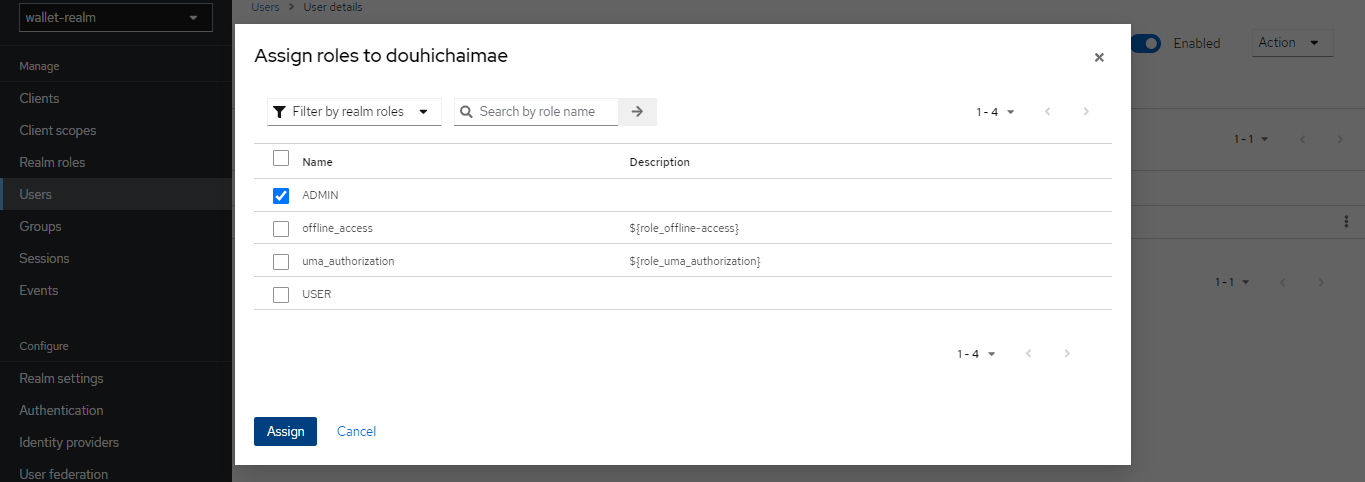 wallet-realm
Manage
Clients
Client scopes
Realm roles
Users
Groups
Sessions
Events
Configure
Realm settings
Authentication
Identity providers
User federation
Users > User details
Enabled
Action
1 - 1
1 - 1
Assign roles to douhichaimae
Filter by realm roles
Search by role name
1 - 4
Name Description
ADMIN
offline_access ${role_offline-access}
uma_authorization ${role_uma_authorization}
USER
1 - 4
Assign Cancel